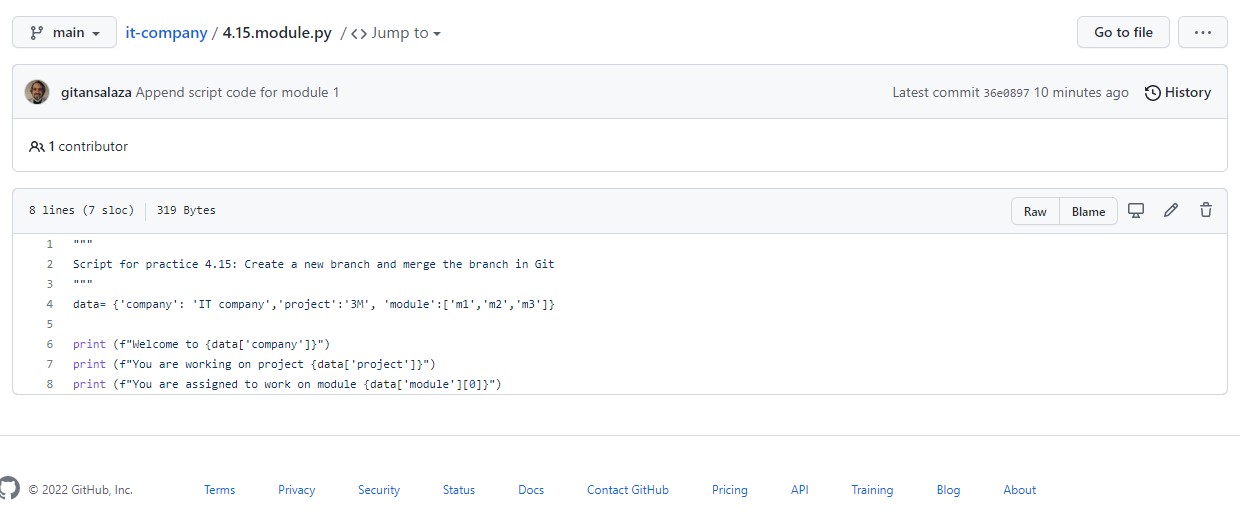 main it-company / 4.15.module.py / <> Jump to Go to file ...
gitansalaza Append script code for module 1 Latest commit 36e0897 10 minutes ago History
1 contributor
8 lines (7 sloc) 319 Bytes Raw Blame
1 """
2 Script for practice 4.15: Create a new branch and merge the branch in Git
3 """
4 data= {'company': 'IT company','project':'3M', 'module':['m1','m2','m3']}
5
6 print (f"Welcome to {data['company']}")
7 print (f"You are working on project {data['project']}")
8 print (f"You are assigned to work on module {data['module'][0]}")
© 2022 GitHub, Inc. Terms Privacy Security Status Docs Contact GitHub Pricing API Training Blog About